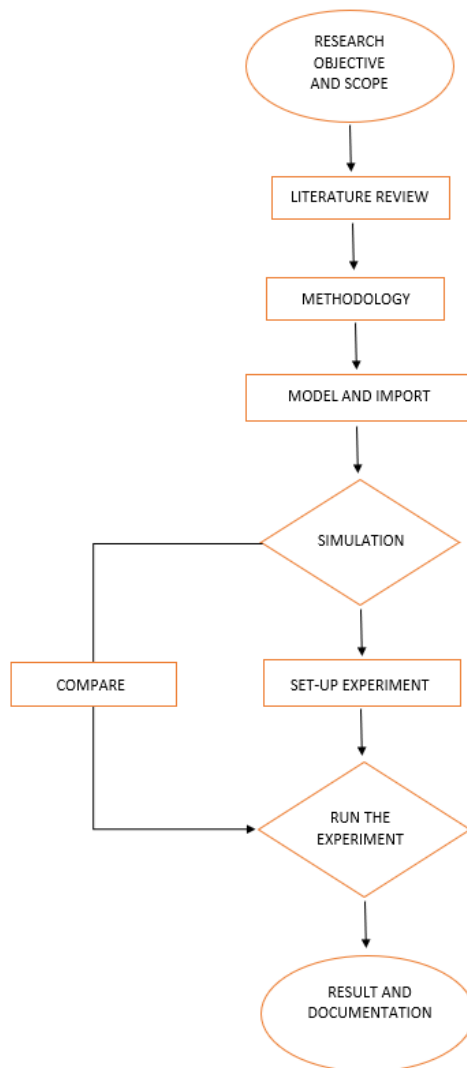 RESEARCH
OBJECTIVE
AND SCOPE
LITERATURE REVIEW
METHODOLOGY
MODEL AND IMPORT
SIMULATION
COMPARE
SET-UP EXPERIMENT
RUN THE
EXPERIMENT
RESULT AND
DOCUMENTATION